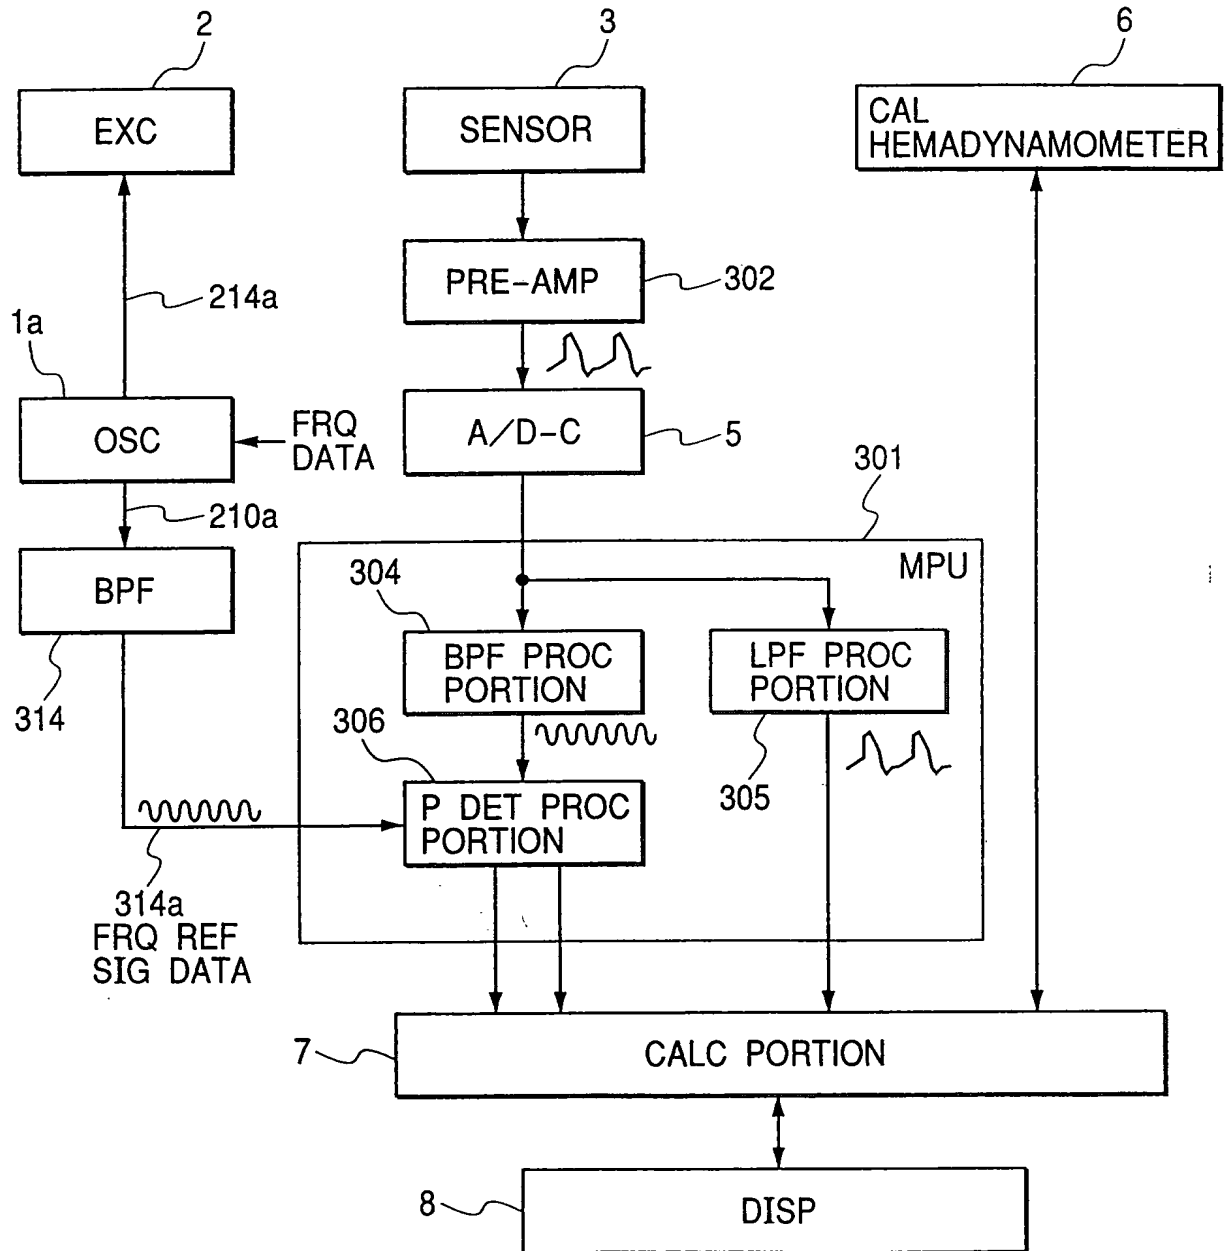 2
3
6
EXC
SENSOR
CAL
HEMADYNAMOMETER
PRE-AMP
302
214a
1a
OSC
FRQ
DATA
A/D-C
5
301
210a
BPF
MPU
304
BPF PROC
PORTION
LPF PROC
PORTION
314
306
305
P DET PROC
PORTION
314a
FRQ REF
SIG DATA
7
CALC PORTION
8
DISP